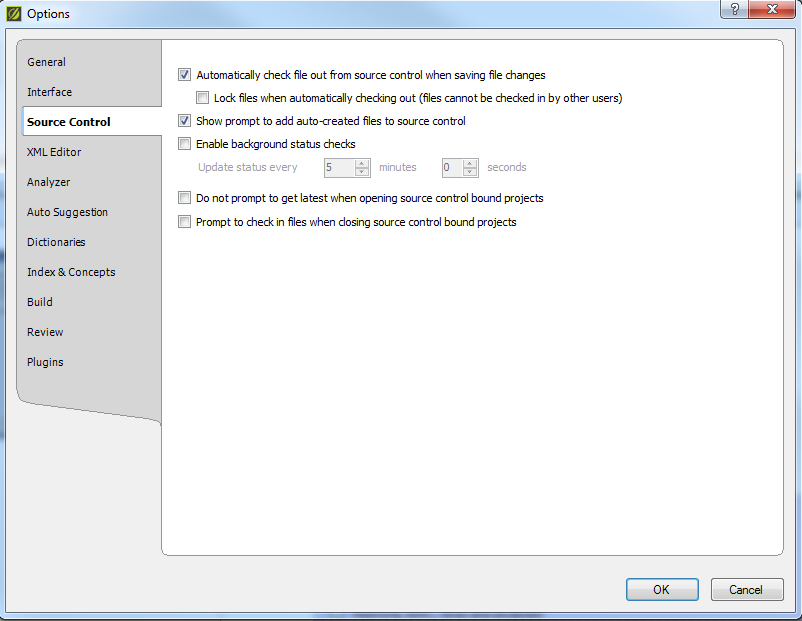 Options
General
Interface
Source Control
XML Editor
Analyzer
Auto Suggestion
Dictionaries
Index & Concepts
Build
Review
Plugins
Automatically check file out from source control when saving file changes
Lock files when automatically checking out (files cannot be checked in by other users)
Show prompt to add auto-created files to source control
Enable background status checks
Update status every 5 minutes 0 seconds
Do not prompt to get latest when opening source control bound projects
Prompt to check in files when closing source control bound projects
OK Cancel